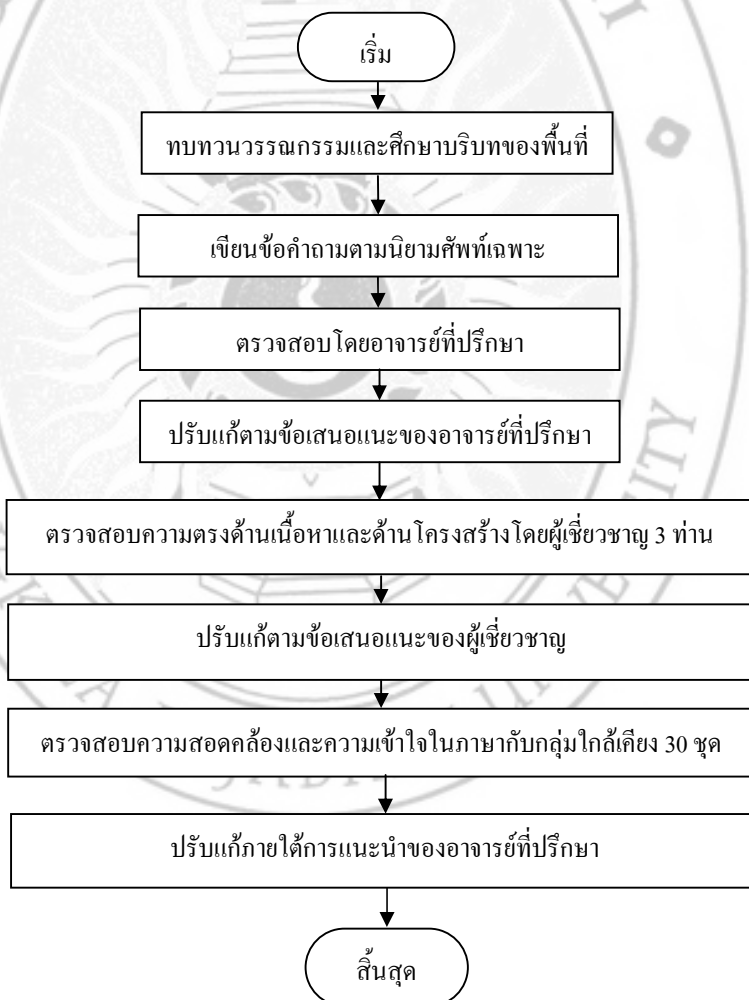 เริ่ม
ทบทวนวรรณกรรมและศึกษาบริบทของพื้นที่
เขียนข้อคำถามตามนิยามศัพท์เฉพาะ
ตรวจสอบโดยอาจารย์ที่ปรึกษา
ปรับแก้ตามข้อเสนอแนะของอาจารย์ที่ปรึกษา
ตรวจสอบความตรงด้านเนื้อหาและด้านโครงสร้างโดยผู้เชี่ยวชาญ 3 ท่าน
ปรับแก้ตามข้อเสนอแนะของผู้เชี่ยวชาญ
ตรวจสอบความสอดคล้องและความเข้าใจในภาษากับกลุ่มใกล้เคียง 30 ชุด
ปรับแก้ภายใต้การแนะนำของอาจารย์ที่ปรึกษา
สิ้นสุด